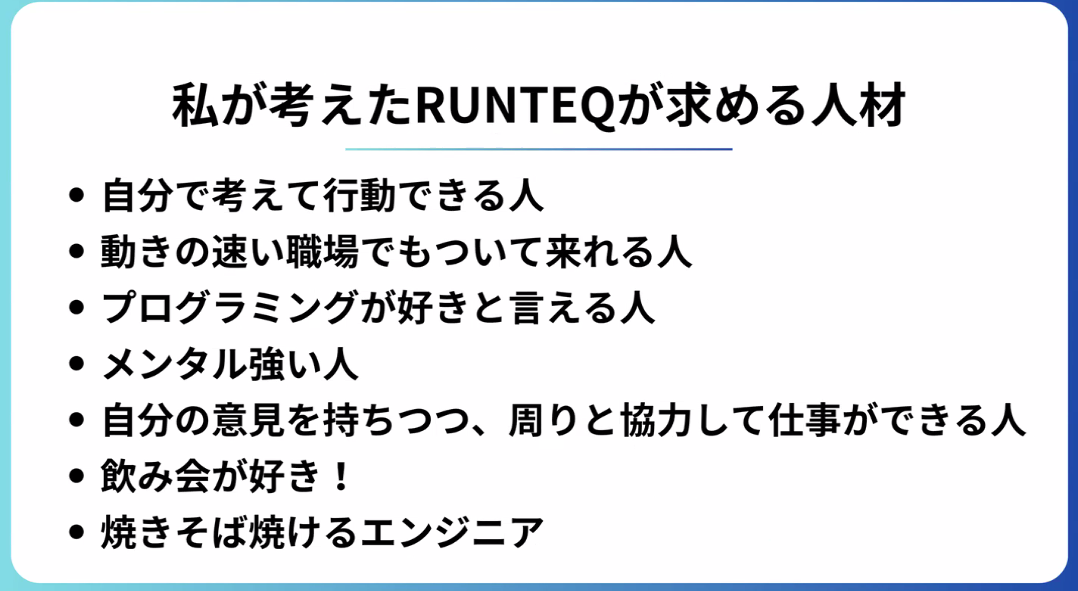 私が考えたRUNTEQが求める人材
• 自分で考えて行動できる人
• 動きの速い職場でもついて来れる人
• プログラミングが好きと言える人
• メンタル強い人
• 自分の意見を持ちつつ、周りと協力して仕事ができる人
• 飲み会が好き！
• 焼きそば焼けるエンジニア